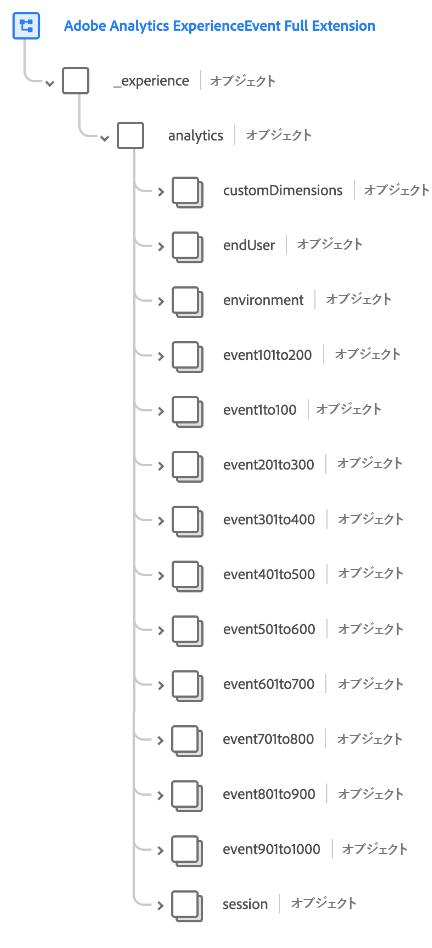 Adobe Analytics ExperienceEvent Full Extension
_experience オブジェクト
analytics オブジェクト
customDimensions オブジェクト
endUser オブジェクト
environment オブジェクト
event101to200 オブジェクト
event1to100 オブジェクト
event201to300 オブジェクト
event301to400 オブジェクト
event401to500 オブジェクト
event501to600 オブジェクト
event601to700 オブジェクト
event701to800 オブジェクト
event801to900 オブジェクト
event901to1000 オブジェクト
session オブジェクト